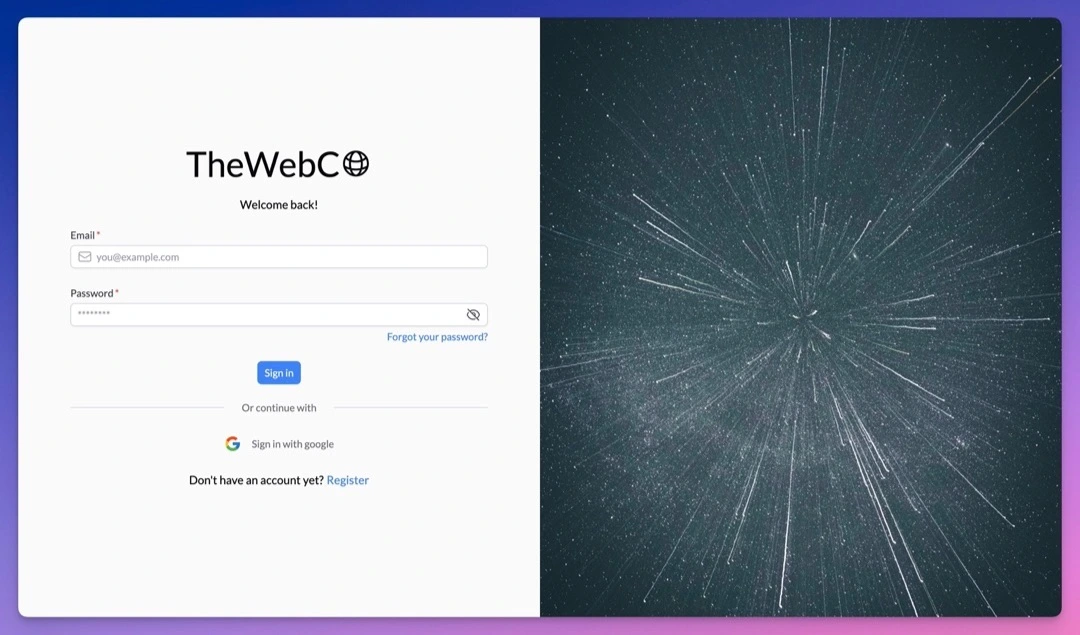 TheWebC
Welcome back!
Email*
you@example.com
Password*
********
Forgot your password?
Sign in
Or continue with
Sign in with google
Don't have an account yet? Register